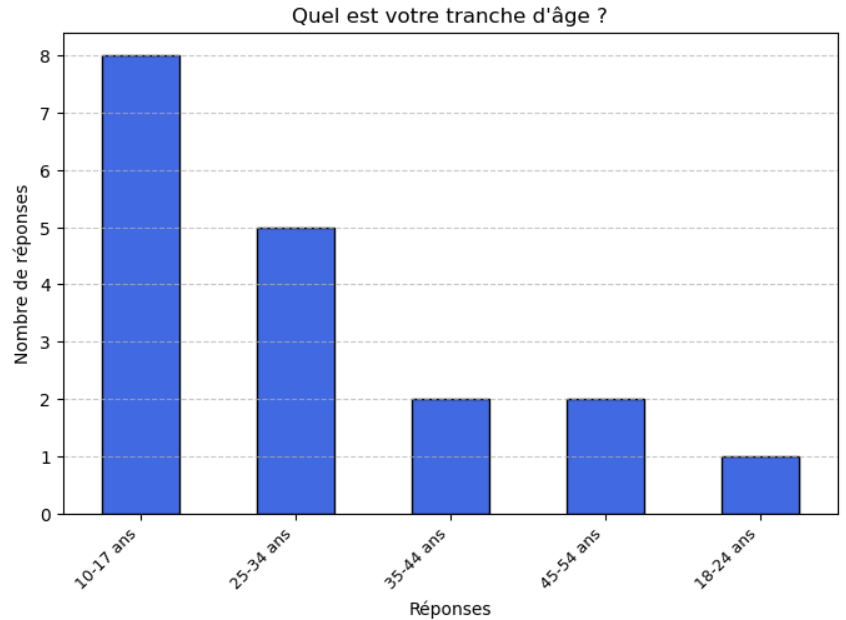 Quel est votre tranche d'âge ?
Nombre de réponses
8
7
6
5
4
3
2
1
0
10-17 ans
25-34 ans
35-44 ans
45-54 ans
18-24 ans
Réponses